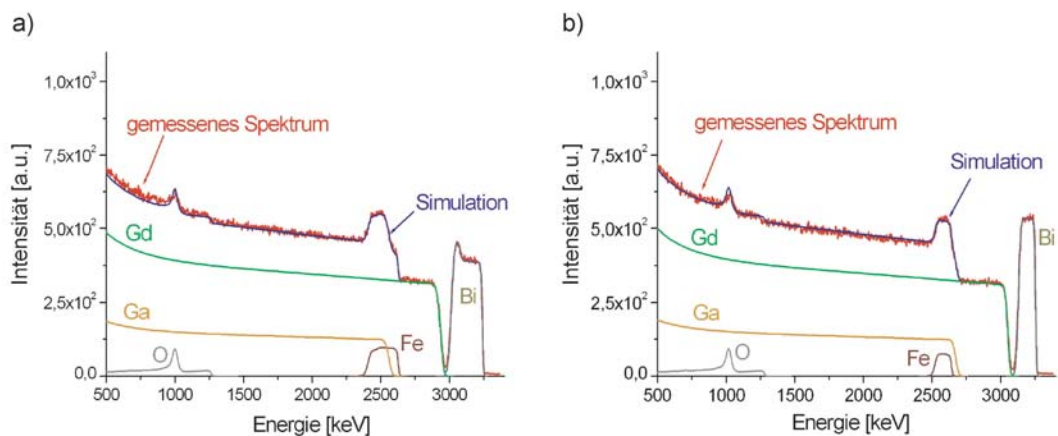 a)
1,0x10³
7,5x10²
5,0x10²
2,5x10²
0,0
Intensität [a.u.]
gemessenes Spektrum
Simulation
Gd
Ga
O
Fe
Bi
500 1000 1500 2000 2500 3000
Energie [keV]
b)
1,0x10³
7,5x10²
5,0x10²
2,5x10²
0,0
Intensität [a.u.]
gemessenes Spektrum
Simulation
Gd
Ga
O
Fe
Bi
500 1000 1500 2000 2500 3000
Energie [keV]